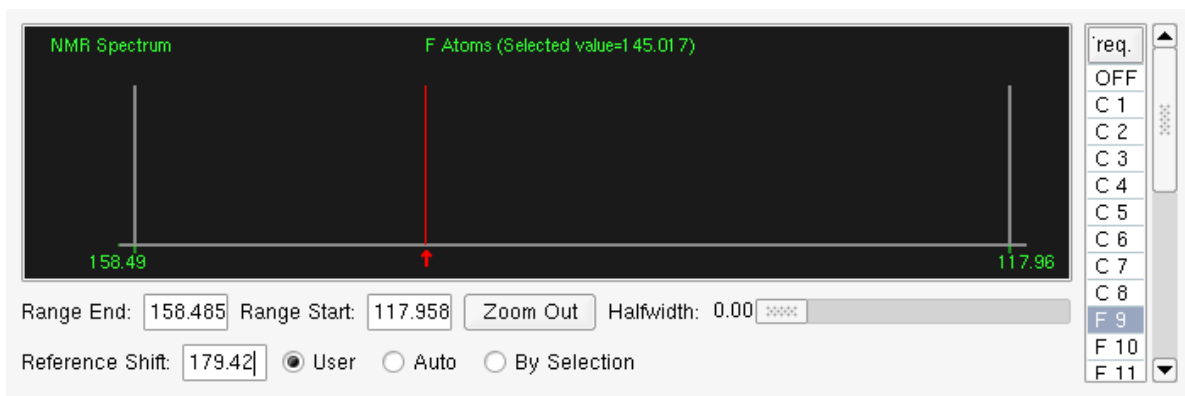 NMR Spectrum
F Atoms (Selected value=145.017)
158.49
117.96
Range End: 158.485 Range Start: 117.958 Zoom Out Halfwidth: 0.00
Reference Shift: 179.42 User Auto By Selection
req.
OFF
C 1
C 2
C 3
C 4
C 5
C 6
C 7
C 8
F 9
F 10
F 11